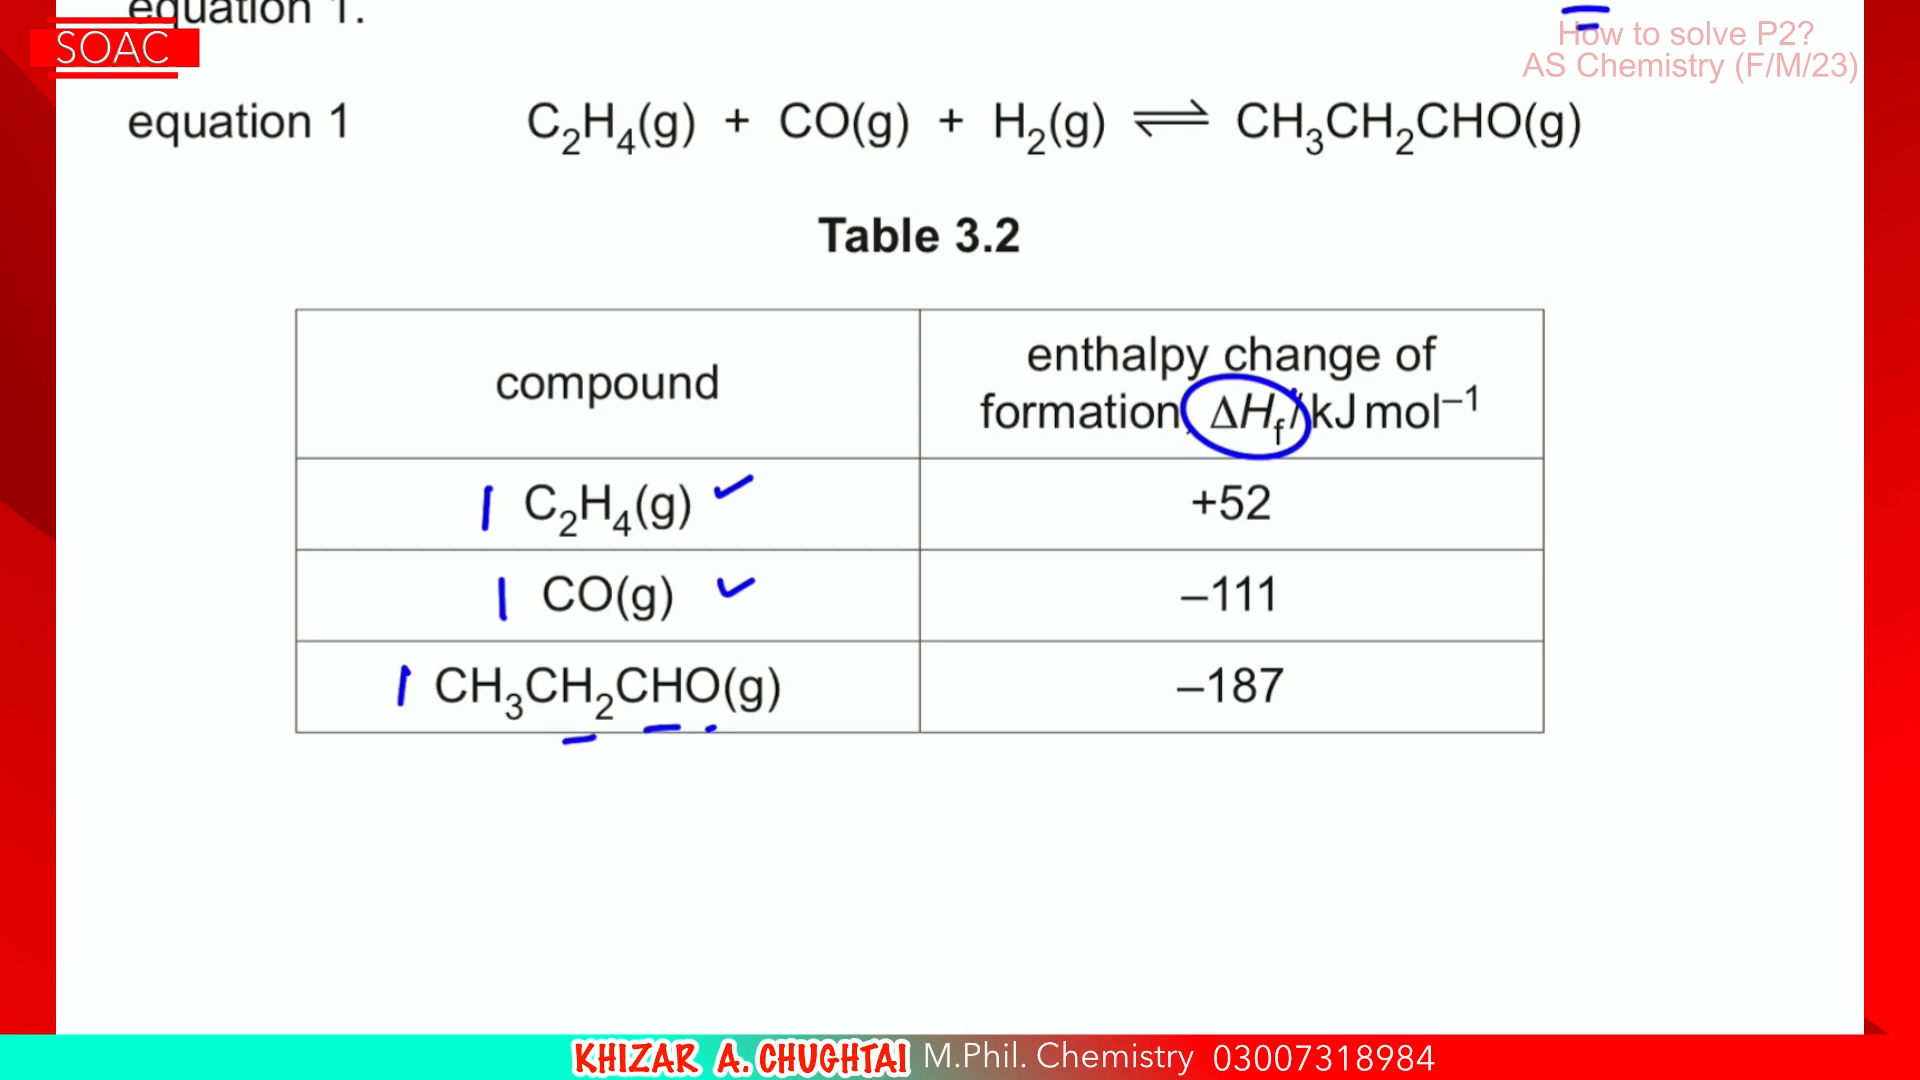 equation 1.
SOAC
How to solve P2?
AS Chemistry (F/M/23)
equation 1 C₂H₄(g) + CO(g) + H₂(g) ⇌ CH₃CH₂CHO(g)
Table 3.2
compound
enthalpy change of
formation, ΔH_f / kJ mol⁻¹
C₂H₄(g) +52
CO(g) –111
CH₃CH₂CHO(g) –187
KHIZAR A. CHUGHTAI M.Phil. Chemistry 03007318984